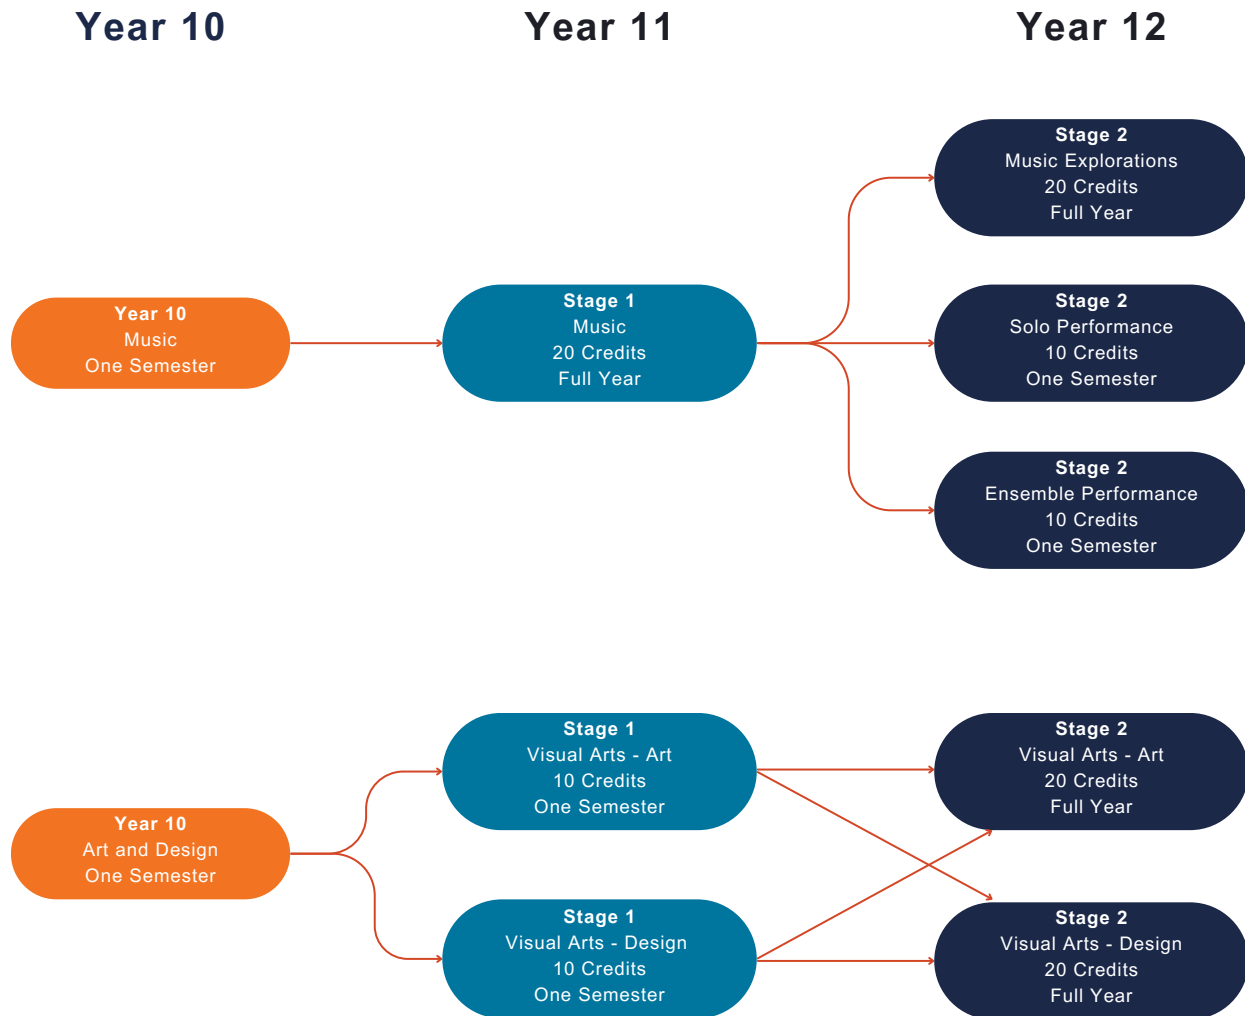 Year 10
Year 11
Year 12
Stage 2
Music Explorations
20 Credits
Full Year
Year 10
Music
One Semester
Stage 1
Music
20 Credits
Full Year
Stage 2
Solo Performance
10 Credits
One Semester
Stage 2
Ensemble Performance
10 Credits
One Semester
Year 10
Art and Design
One Semester
Stage 1
Visual Arts - Art
10 Credits
One Semester
Stage 2
Visual Arts - Art
20 Credits
Full Year
Stage 1
Visual Arts - Design
10 Credits
One Semester
Stage 2
Visual Arts - Design
20 Credits
Full Year